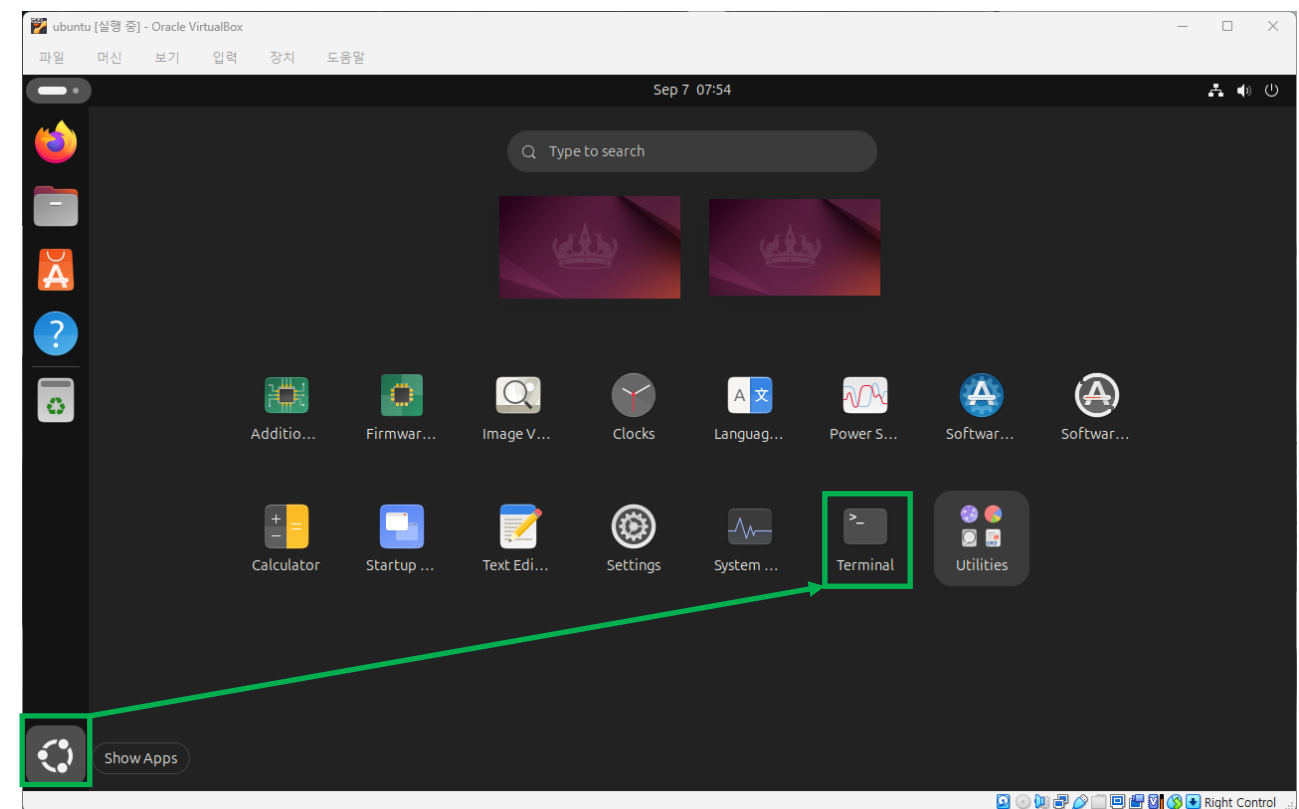 ubuntu [실행 중] - Oracle VirtualBox
파일 머신 보기 입력 장치 도움말
Sep 7 07:54
Type to search
Additio... Firmwar... Image V... Clocks Languag... Power S... Softwar... Softwar...
Calculator Startup ... Text Edi... Settings System ... Terminal Utilities
Show Apps
Right Control